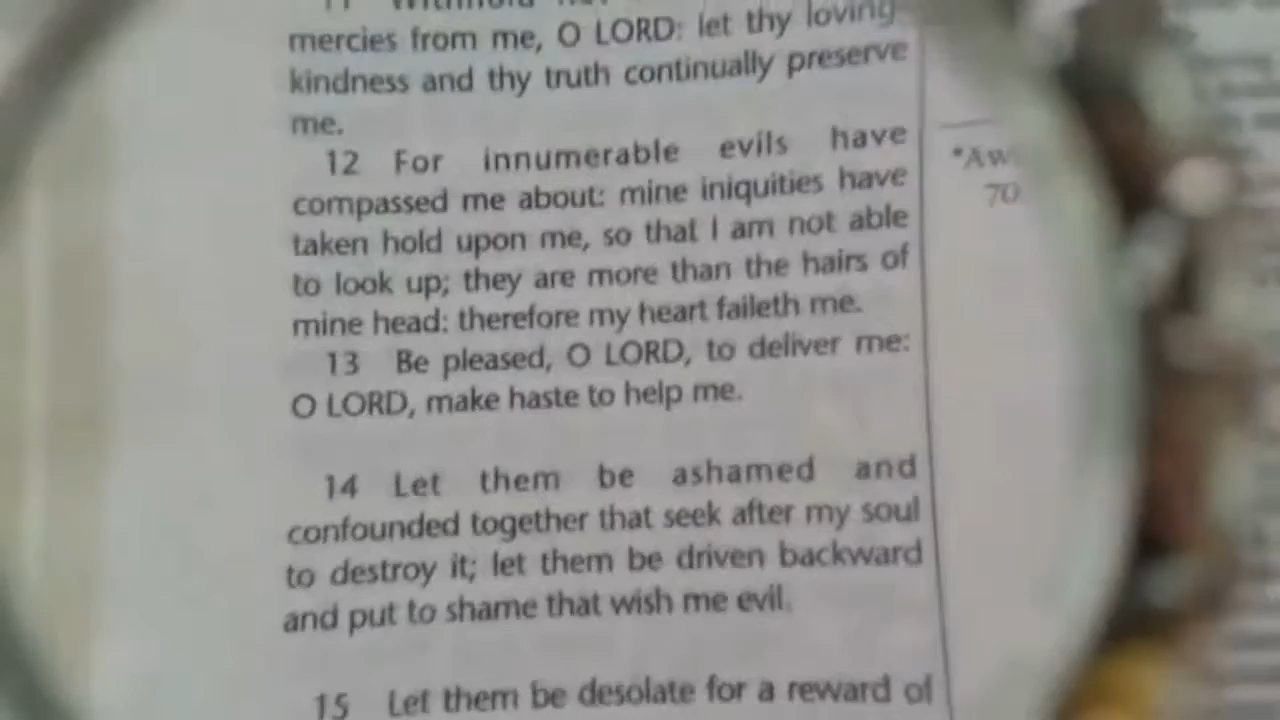 11 Withhold
mercies from me, O LORD: let thy loving
kindness and thy truth continually preserve
me.
12 For innumerable evils have
compassed me about: mine iniquities have
taken hold upon me, so that I am not able
to look up; they are more than the hairs of
mine head: therefore my heart faileth me.
13 Be pleased, O LORD, to deliver me:
O LORD, make haste to help me.
14 Let them be ashamed and
confounded together that seek after my soul
to destroy it; let them be driven backward
and put to shame that wish me evil.
15 Let them be desolate for a reward of
*Aw
70